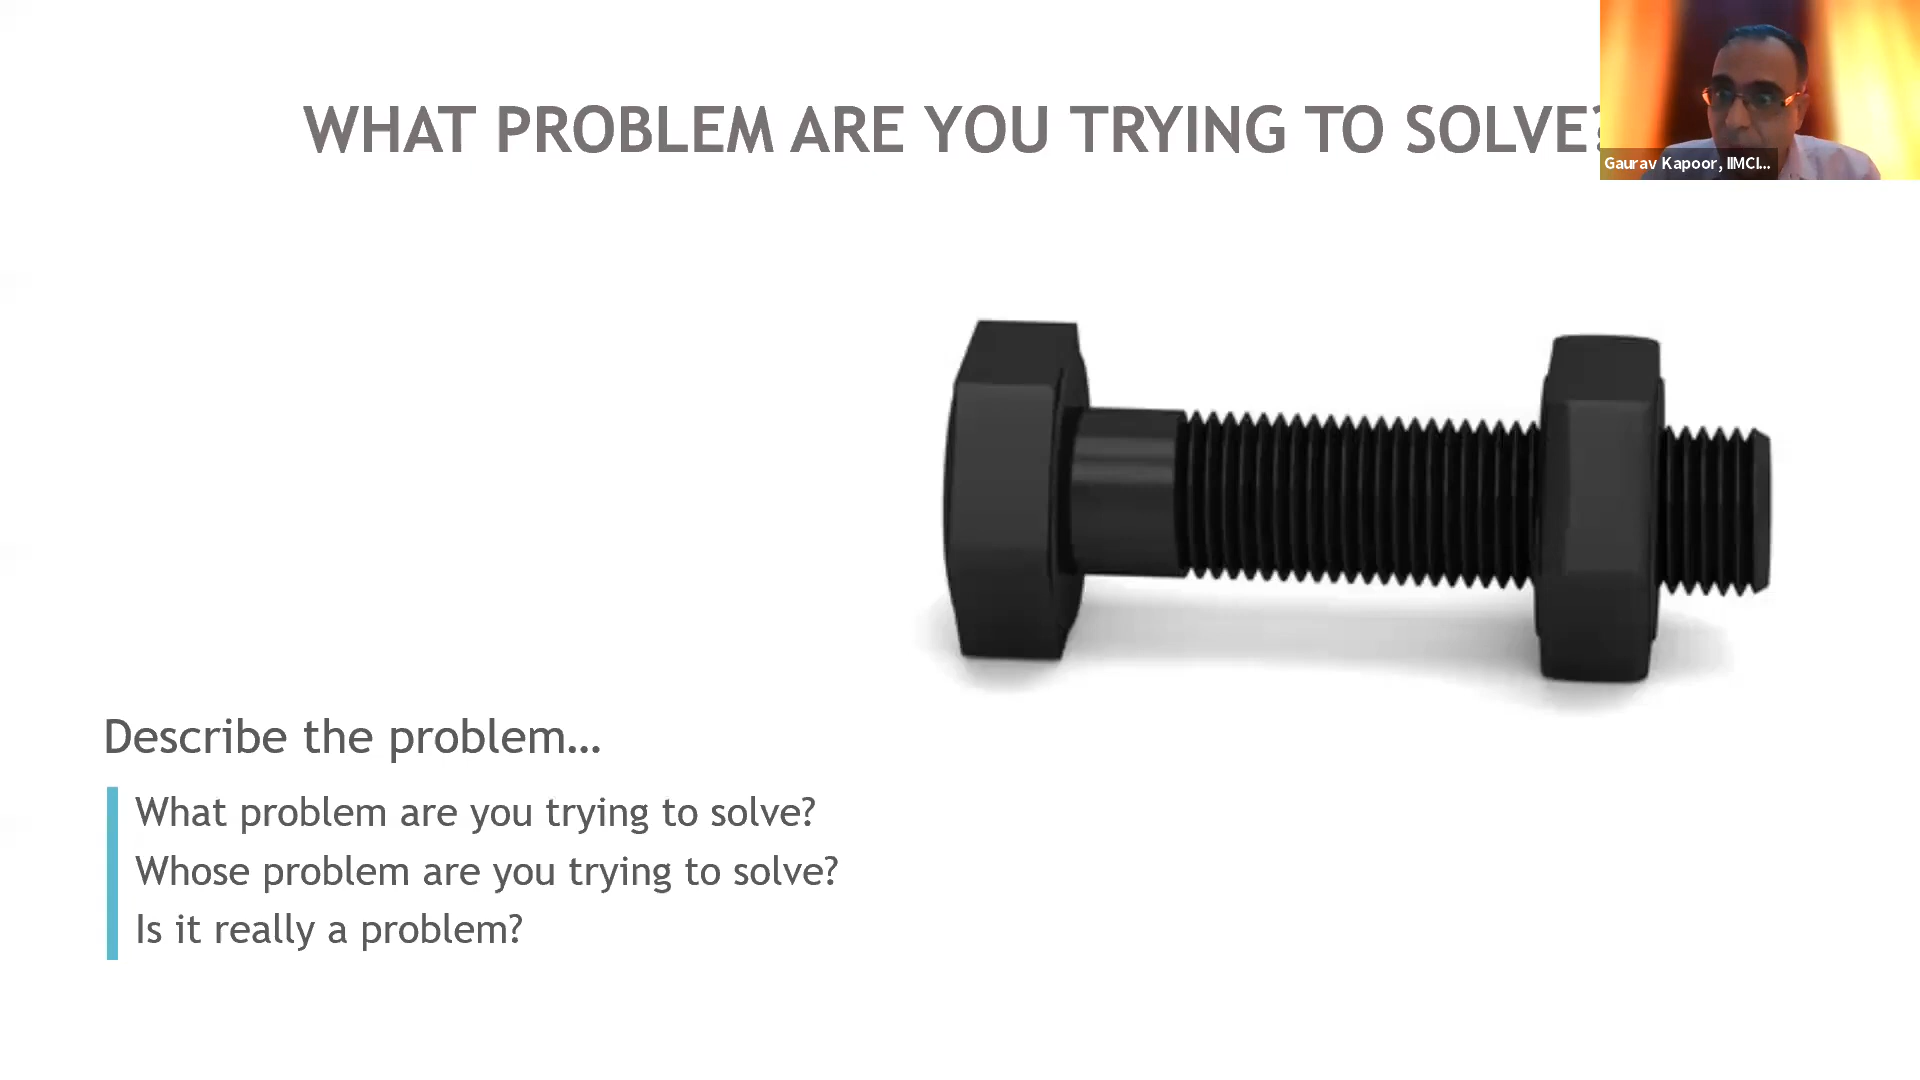 WHAT PROBLEM ARE YOU TRYING TO SOLVE?
Gaurav Kapoor, IIMCI...
Describe the problem...
What problem are you trying to solve?
Whose problem are you trying to solve?
Is it really a problem?